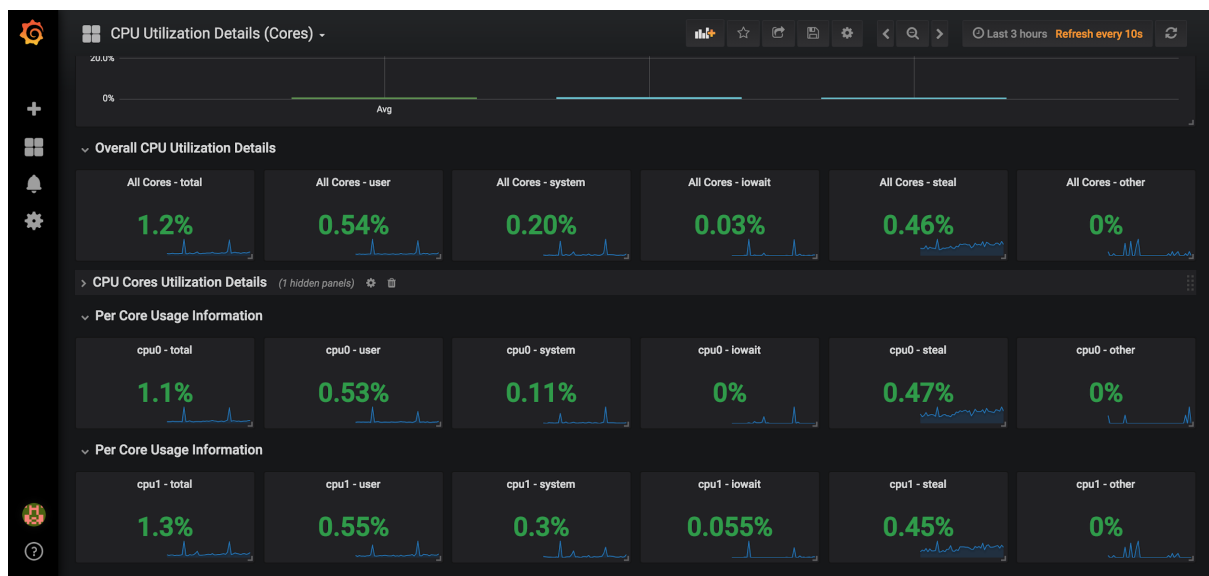 CPU Utilization Details (Cores)
Last 3 hours Refresh every 10s
20.0%
0%
Avg
Overall CPU Utilization Details
All Cores - total
All Cores - user
All Cores - system
All Cores - iowait
All Cores - steal
All Cores - other
1.2%
0.54%
0.20%
0.03%
0.46%
0%
CPU Cores Utilization Details (1 hidden panels)
Per Core Usage Information
cpu0 - total
cpu0 - user
cpu0 - system
cpu0 - iowait
cpu0 - steal
cpu0 - other
1.1%
0.53%
0.11%
0%
0.47%
0%
Per Core Usage Information
cpu1 - total
cpu1 - user
cpu1 - system
cpu1 - iowait
cpu1 - steal
cpu1 - other
1.3%
0.55%
0.3%
0.055%
0.45%
0%